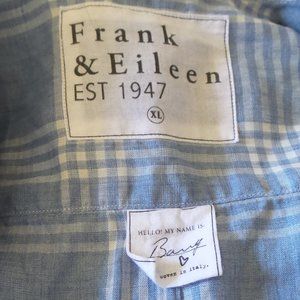 Frank
& Eileen
EST 1947
XL
HELLO! MY NAME IS:
Barry
woven in Italy.